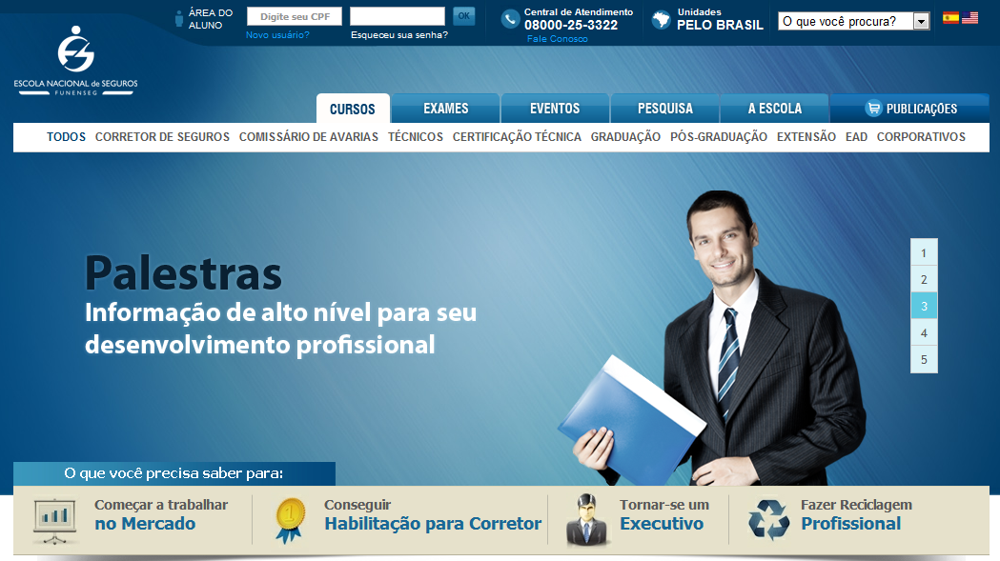 ÁREA DO
ALUNO
Digite seu CPF
OK
Novo usuário?
Esqueceu sua senha?
Central de Atendimento
08000-25-3322
Fale Conosco
Unidades
PELO BRASIL
O que você procura?
ESCOLA NACIONAL de SEGUROS
FUNENSEG
CURSOS
EXAMES
EVENTOS
PESQUISA
A ESCOLA
PUBLICAÇÕES
TODOS CORRETOR DE SEGUROS COMISSÁRIO DE AVARIAS TÉCNICOS CERTIFICAÇÃO TÉCNICA GRADUAÇÃO PÓS-GRADUAÇÃO EXTENSÃO EAD CORPORATIVOS
Palestras
Informação de alto nível para seu
desenvolvimento profissional
1
2
3
4
5
O que você precisa saber para:
Começar a trabalhar
no Mercado
1
Conseguir
Habilitação para Corretor
Tornar-se um
Executivo
Fazer Reciclagem
Profissional